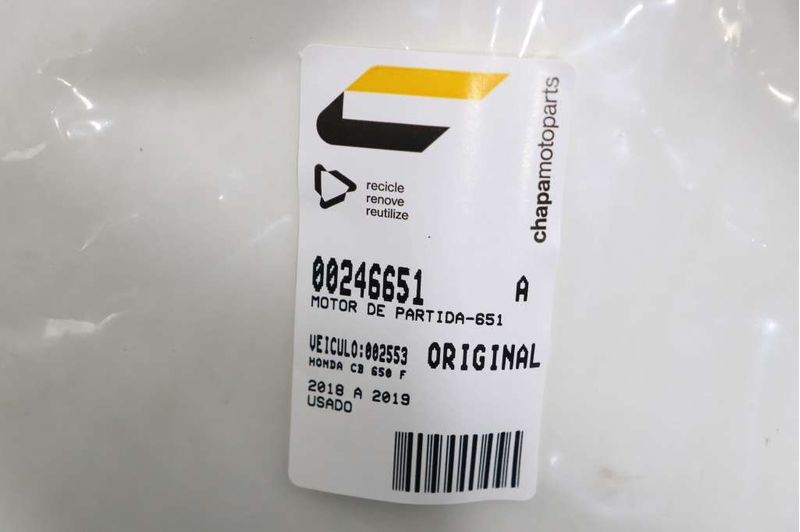 chapamotoparts
recicle
renove
reutilize
00246651 A
MOTOR DE PARTIDA-651
VEICULO:002553 ORIGINAL
HONDA CB 650 F
2018 A 2019
USADO